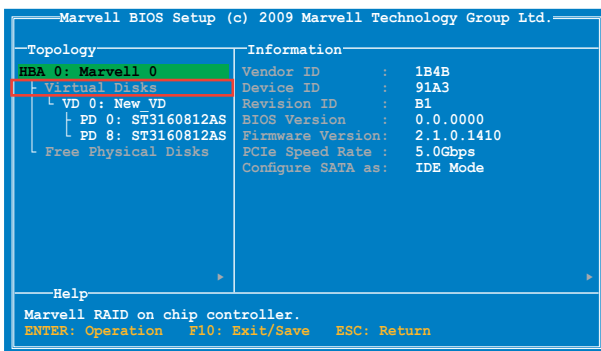 Marvell BIOS Setup (c) 2009 Marvell Technology Group Ltd.
Topology
HBA 0: Marvell 0
Virtual Disks
VD 0: New_VD
PD 0: ST3160812AS
PD 8: ST3160812AS
Free Physical Disks
Information
Vendor ID : 1B4B
Device ID : 91A3
Revision ID : B1
BIOS Version : 0.0.0000
Firmware Version: 2.1.0.1410
PCIe Speed Rate : 5.0Gbps
Configure SATA as: IDE Mode
Help
Marvell RAID on chip controller.
ENTER: Operation F10: Exit/Save ESC: Return